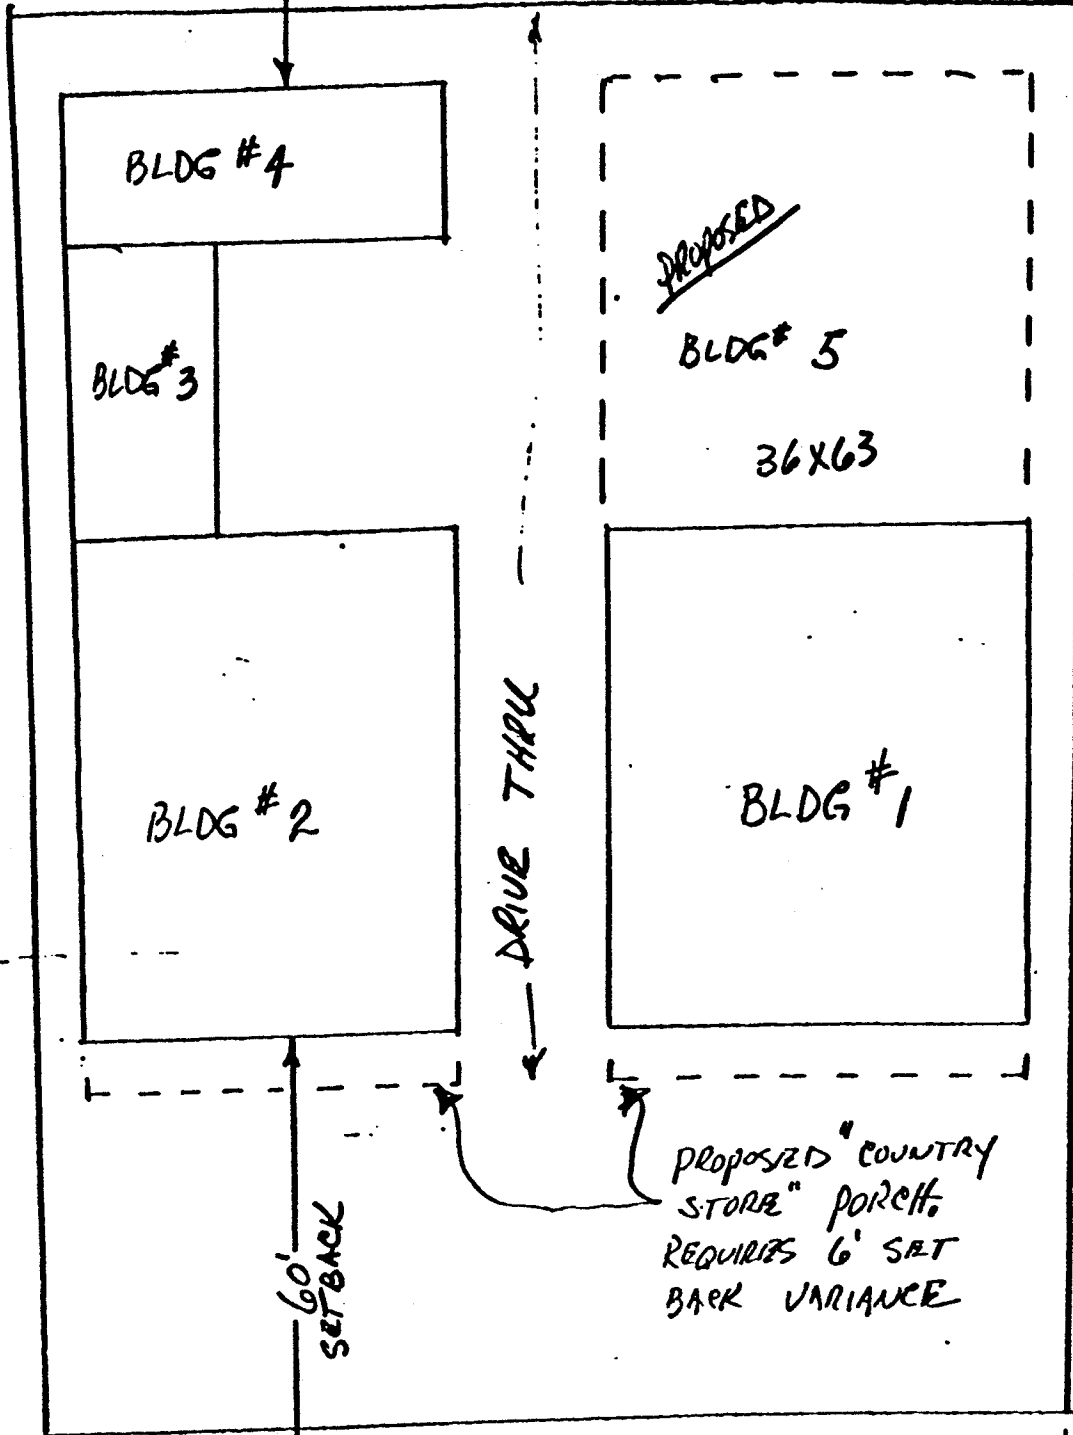 BLDG #4
PROPOSED
BLDG# 5
36X63
BLDG #3
BLDG #2
DRIVE THRU
BLDG #1
PROPOSED "COUNTRY
STORE" PORCH.
REQUIRES 6' SET
BACK VARIANCE
60'
SETBACK